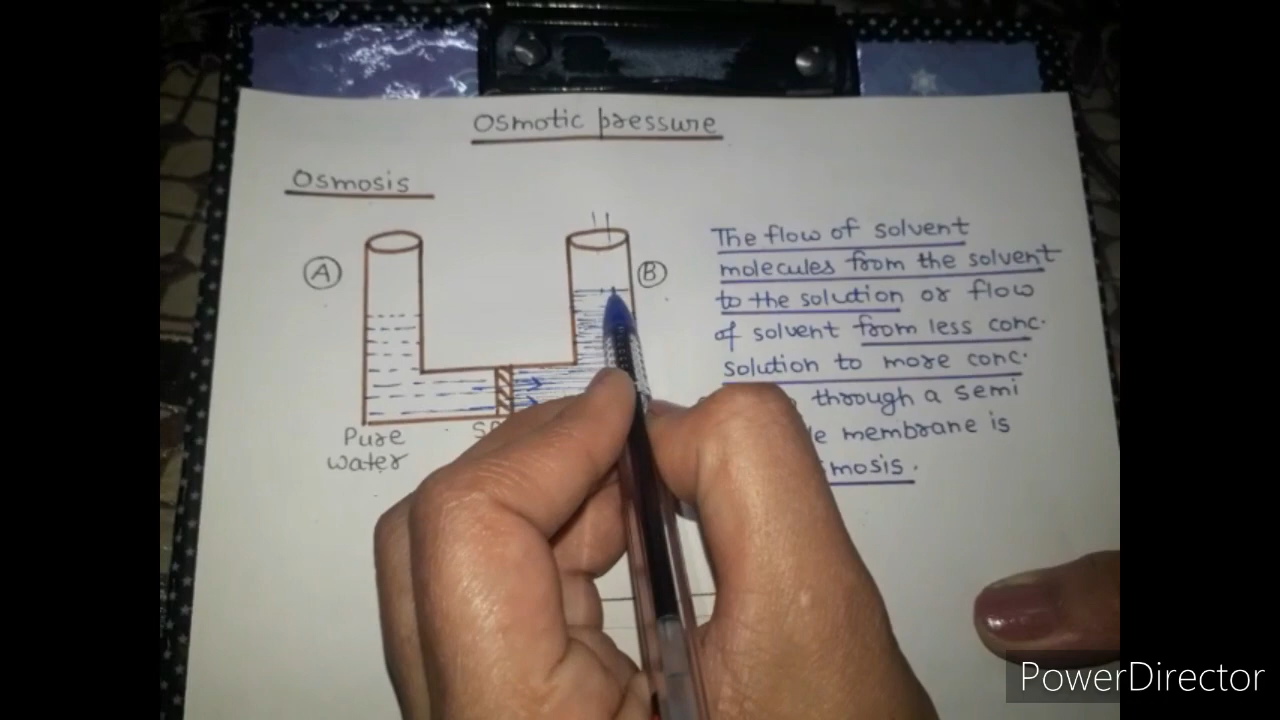 Osmotic pressure
Osmosis
A
B
Pure
water
The flow of solvent
molecules from the solvent
to the solution or flow
of solvent from less conc.
solution to more conc.
through a semi
membrane is
PowerDirector